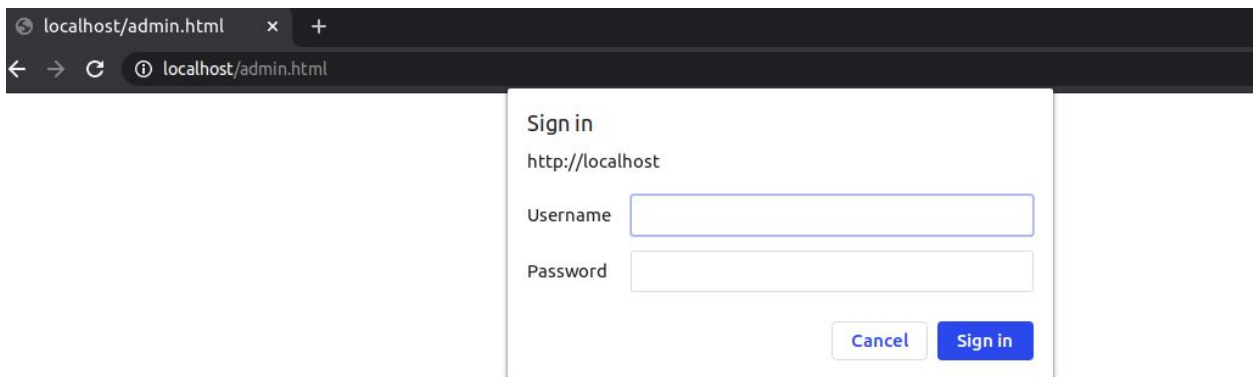 localhost/admin.html
localhost/admin.html
Sign in
http://localhost
Username
Password
Cancel Sign in